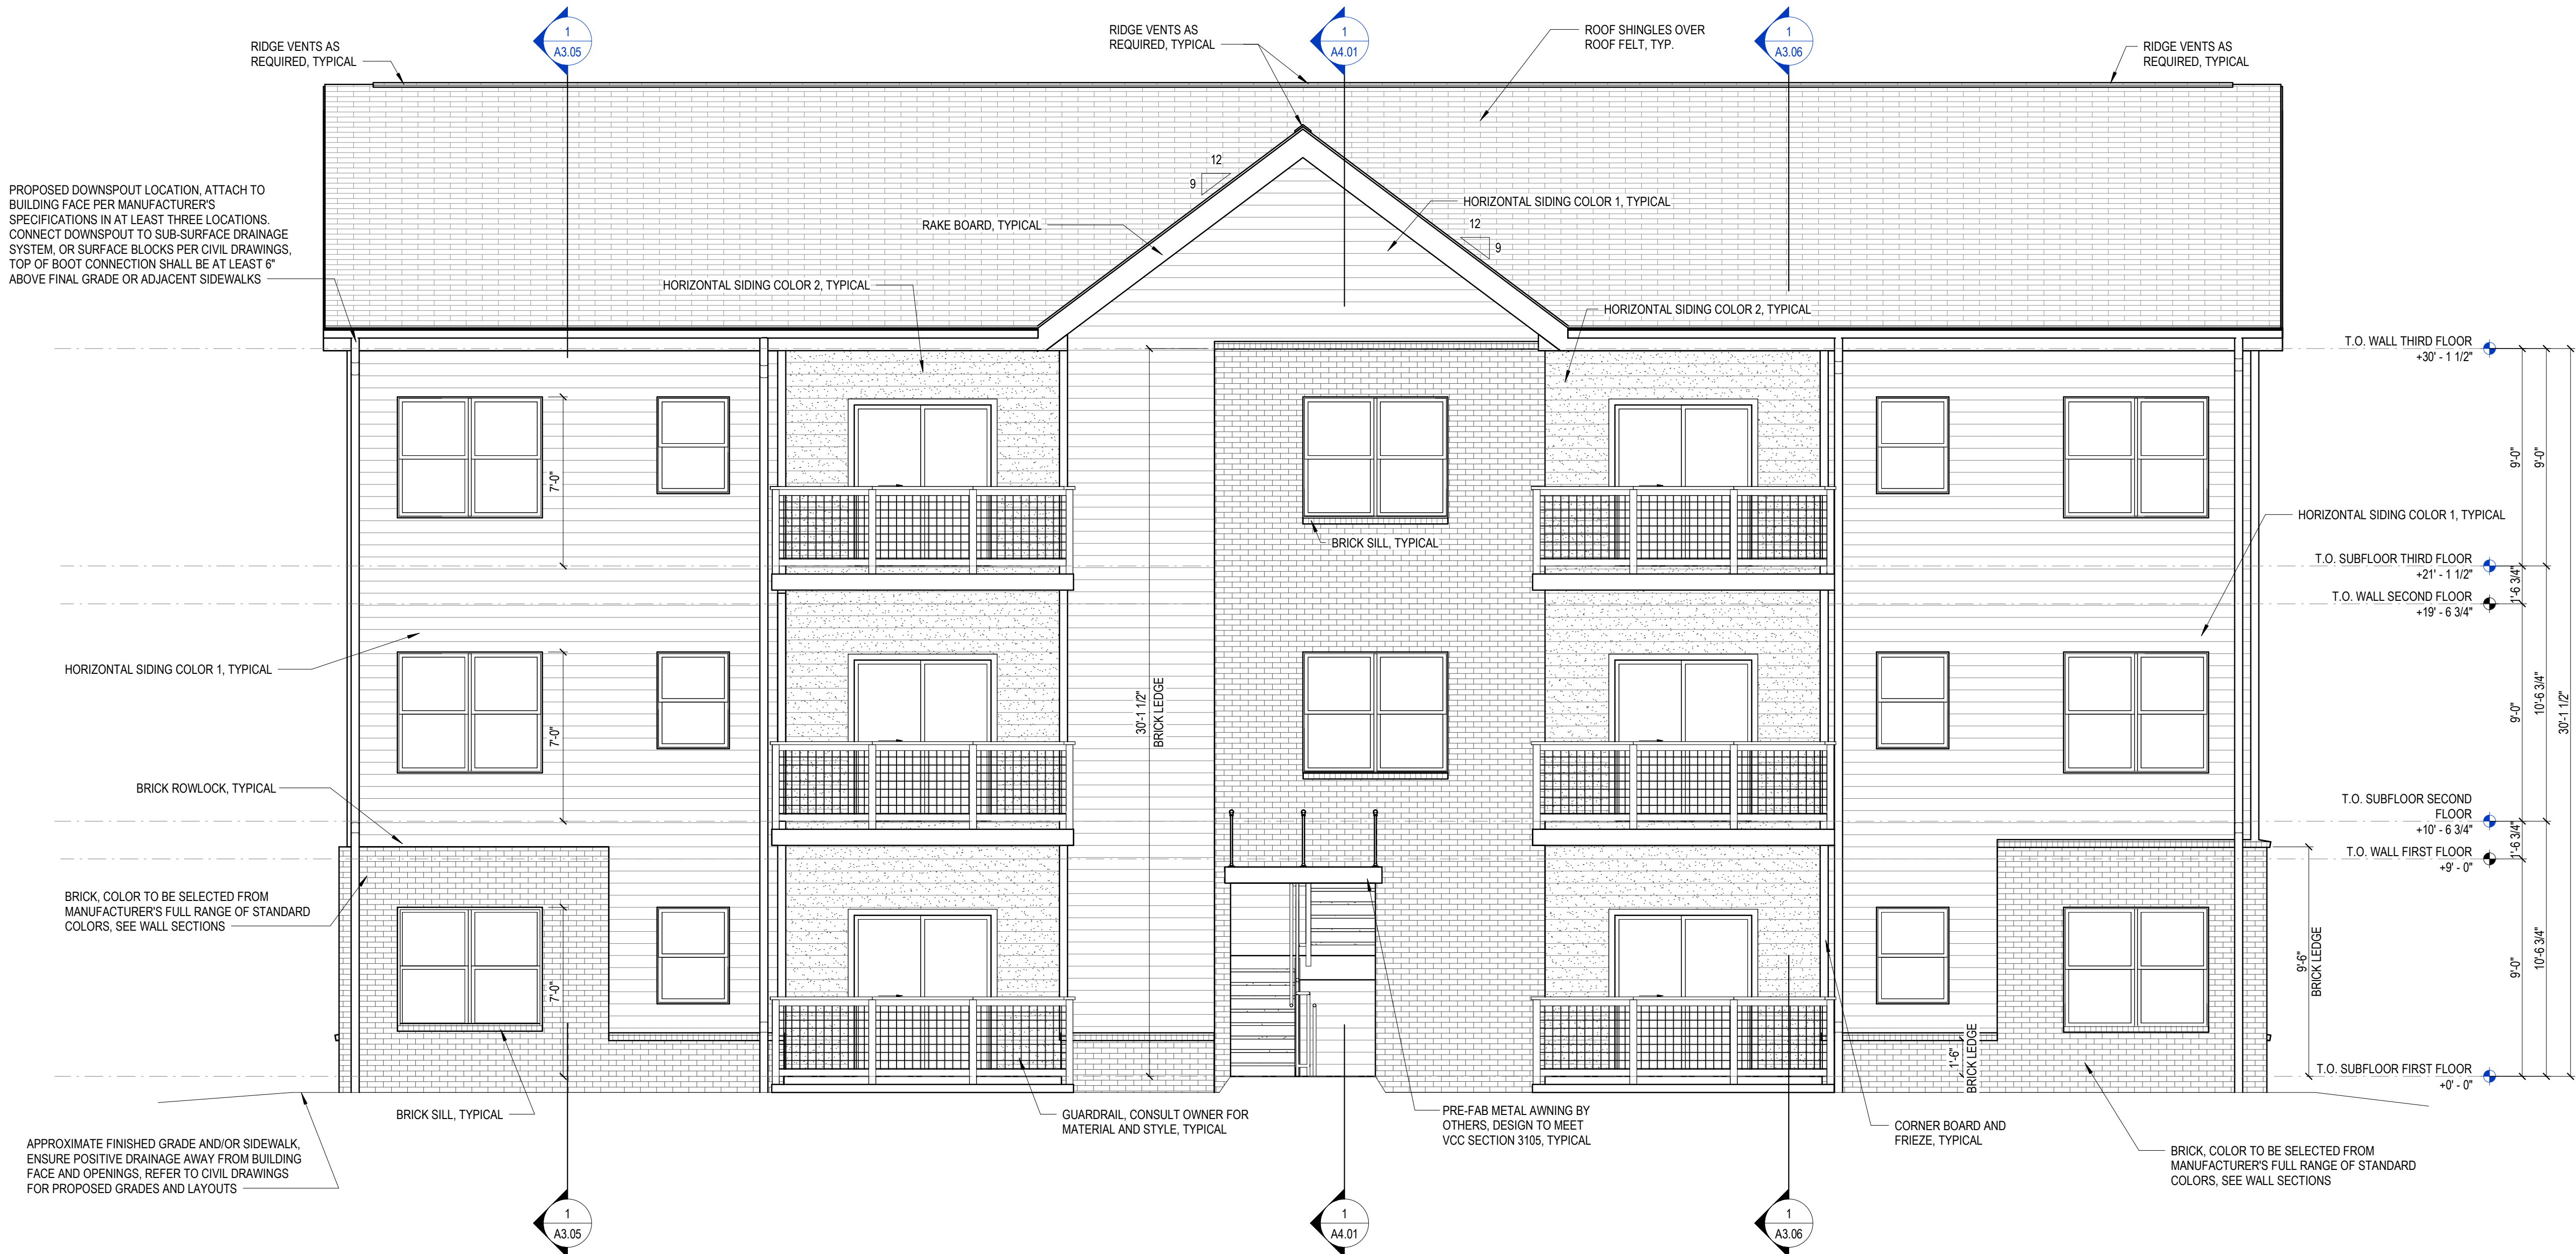 1
A3.05
1
A4.01
1
A3.06
RIDGE VENTS AS
REQUIRED, TYPICAL
RIDGE VENTS AS
REQUIRED, TYPICAL
ROOF SHINGLES OVER
ROOF FELT, TYP.
RIDGE VENTS AS
REQUIRED, TYPICAL
12
9
PROPOSED DOWNSPOUT LOCATION, ATTACH TO
BUILDING FACE PER MANUFACTURER'S
SPECIFICATIONS IN AT LEAST THREE LOCATIONS.
CONNECT DOWNSPOUT TO SUB-SURFACE DRAINAGE
SYSTEM, OR SURFACE BLOCKS PER CIVIL DRAWINGS,
TOP OF BOOT CONNECTION SHALL BE AT LEAST 6"
ABOVE FINAL GRADE OR ADJACENT SIDEWALKS
HORIZONTAL SIDING COLOR 1, TYPICAL
RAKE BOARD, TYPICAL
12
9
HORIZONTAL SIDING COLOR 2, TYPICAL
HORIZONTAL SIDING COLOR 2, TYPICAL
T.O. WALL THIRD FLOOR
+30' - 1 1/2"
7'-0"
9'-0"
9'-0"
HORIZONTAL SIDING COLOR 1, TYPICAL
BRICK SILL, TYPICAL
T.O. SUBFLOOR THIRD FLOOR
+21' - 1 1/2"
1'-6 3/4"
T.O. WALL SECOND FLOOR
+19' - 6 3/4"
HORIZONTAL SIDING COLOR 1, TYPICAL
7'-0"
30'-1 1/2"
BRICK LEDGE
9'-0"
10'-6 3/4"
30'-1 1/2"
BRICK ROWLOCK, TYPICAL
T.O. SUBFLOOR SECOND
FLOOR
+10' - 6 3/4"
1'-6 3/4"
T.O. WALL FIRST FLOOR
+9' - 0"
BRICK, COLOR TO BE SELECTED FROM
MANUFACTURER'S FULL RANGE OF STANDARD
COLORS, SEE WALL SECTIONS
7'-0"
9'-6"
BRICK LEDGE
9'-0"
10'-6 3/4"
1'-6"
BRICK LEDGE
T.O. SUBFLOOR FIRST FLOOR
+0' - 0"
BRICK SILL, TYPICAL
GUARDRAIL, CONSULT OWNER FOR
MATERIAL AND STYLE, TYPICAL
PRE-FAB METAL AWNING BY
OTHERS, DESIGN TO MEET
VCC SECTION 3105, TYPICAL
CORNER BOARD AND
FRIEZE, TYPICAL
APPROXIMATE FINISHED GRADE AND/OR SIDEWALK,
ENSURE POSITIVE DRAINAGE AWAY FROM BUILDING
FACE AND OPENINGS, REFER TO CIVIL DRAWINGS
FOR PROPOSED GRADES AND LAYOUTS
BRICK, COLOR TO BE SELECTED FROM
MANUFACTURER'S FULL RANGE OF STANDARD
COLORS, SEE WALL SECTIONS
1
A3.05
1
A4.01
1
A3.06